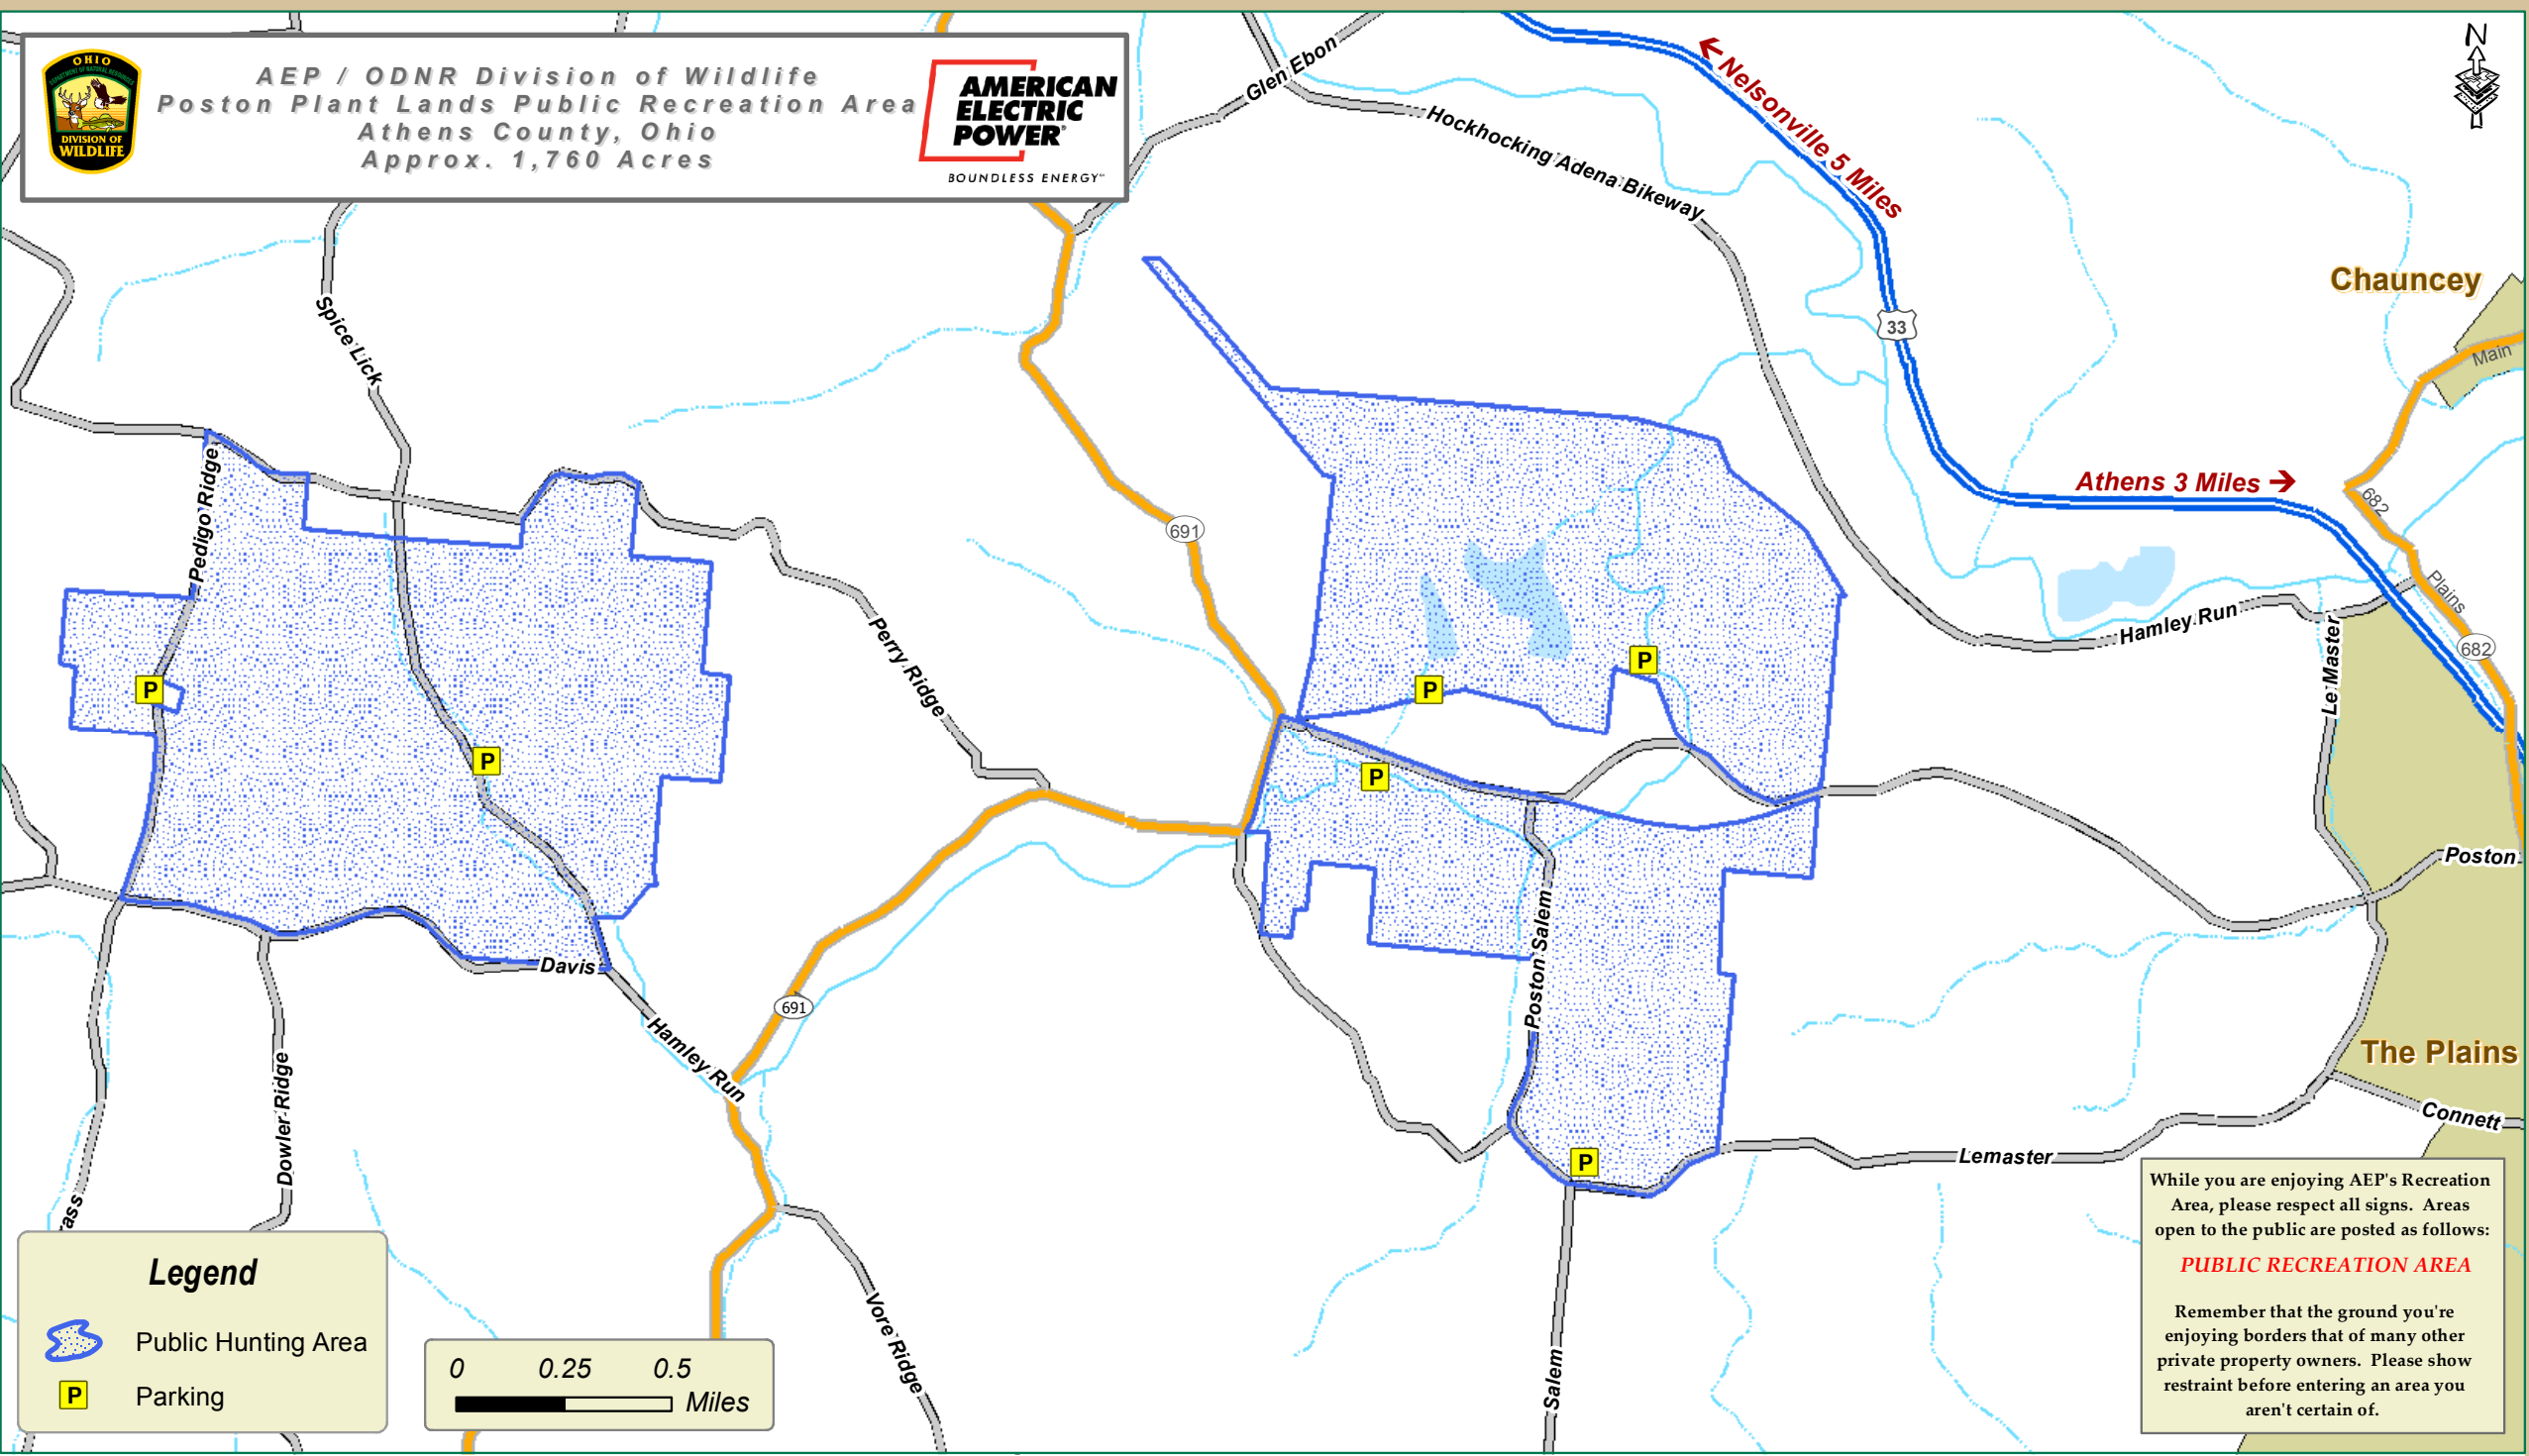 OHIO
DEPARTMENT OF NATURAL RESOURCES
DIVISION OF
WILDLIFE
AEP / ODNR Division of Wildlife
Poston Plant Lands Public Recreation Area
Athens County, Ohio
Approx. 1,760 Acres
AMERICAN
ELECTRIC
POWER®
BOUNDLESS ENERGY℠
N
Glen Ebon
Hockhocking Adena Bikeway
← Nelsonville 5 Miles
33
Chauncey
Main
Athens 3 Miles →
682
Plains
682
Hamley Run
Le Master
Spice Lick
Pedigo Ridge
691
Perry Ridge
P
P
P
P
P
P
Poston
Poston Salem
Davis
691
Hamley Run
Dowler Ridge
The Plains
Connett
Lemaster
rass
Vore Ridge
Salem
Legend
Public Hunting Area
P Parking
0 0.25 0.5
Miles
While you are enjoying AEP's Recreation
Area, please respect all signs. Areas
open to the public are posted as follows:
PUBLIC RECREATION AREA
Remember that the ground you're
enjoying borders that of many other
private property owners. Please show
restraint before entering an area you
aren't certain of.